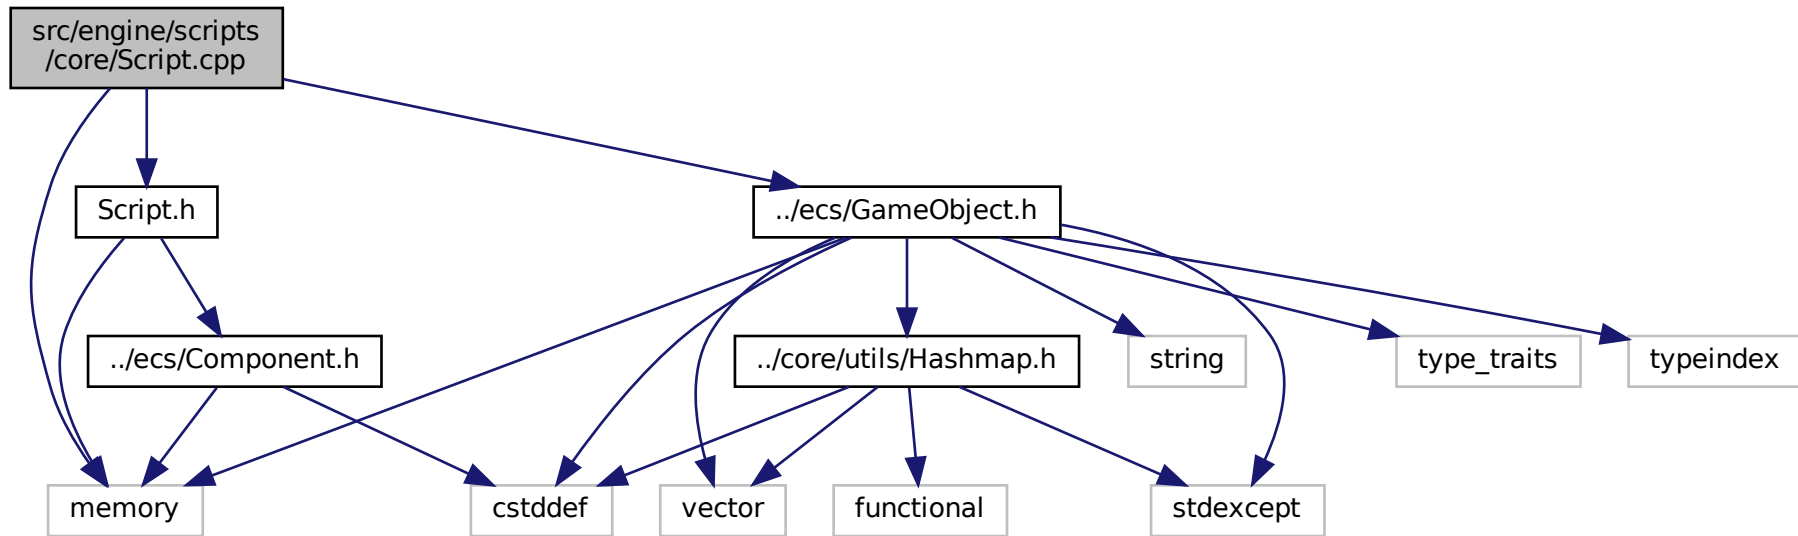 src/engine/scripts
/core/Script.cpp
Script.h
../ecs/GameObject.h
../ecs/Component.h
../core/utils/Hashmap.h
string
type_traits
typeindex
memory
cstddef
vector
functional
stdexcept